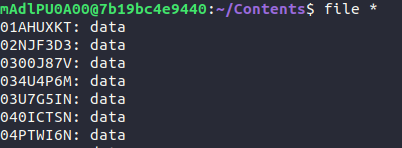 mAdlPU0A00@7b19bc4e9440:~/Contents$ file *
01AHUXKT: data
02NJF3D3: data
0300J87V: data
034U4P6M: data
03U7G5IN: data
040ICTSN: data
04PTWI6N: data